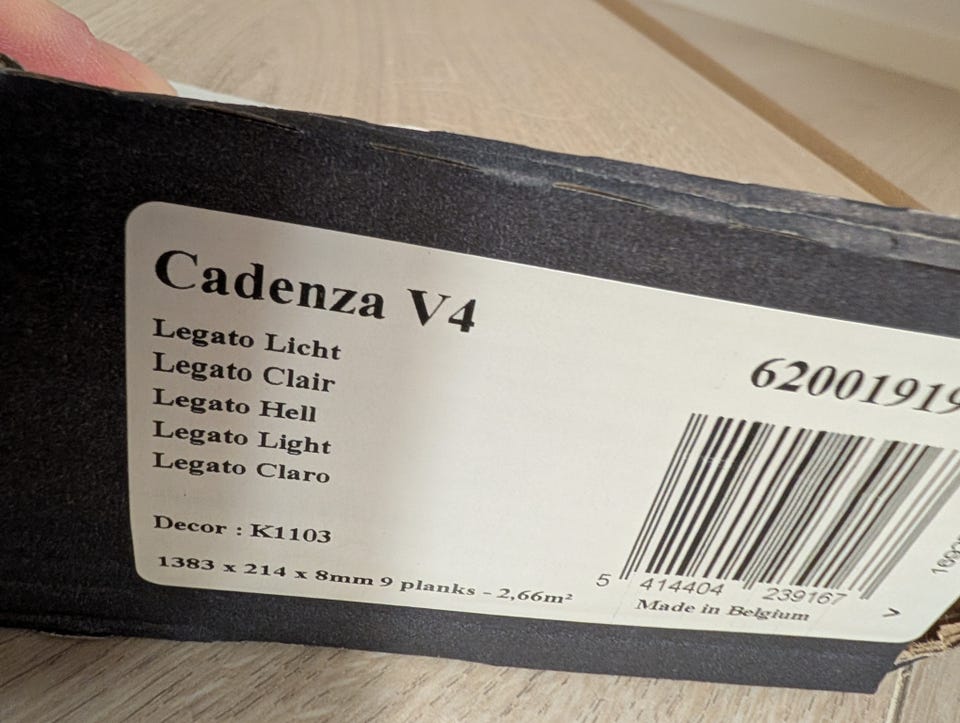 Cadenza V4
Legato Licht
Legato Clair
Legato Hell
Legato Light
Legato Claro
Decor : K1103
1383 x 214 x 8mm 9 planks - 2,66m²
62001919
5 414404 239167 >
Made in Belgium